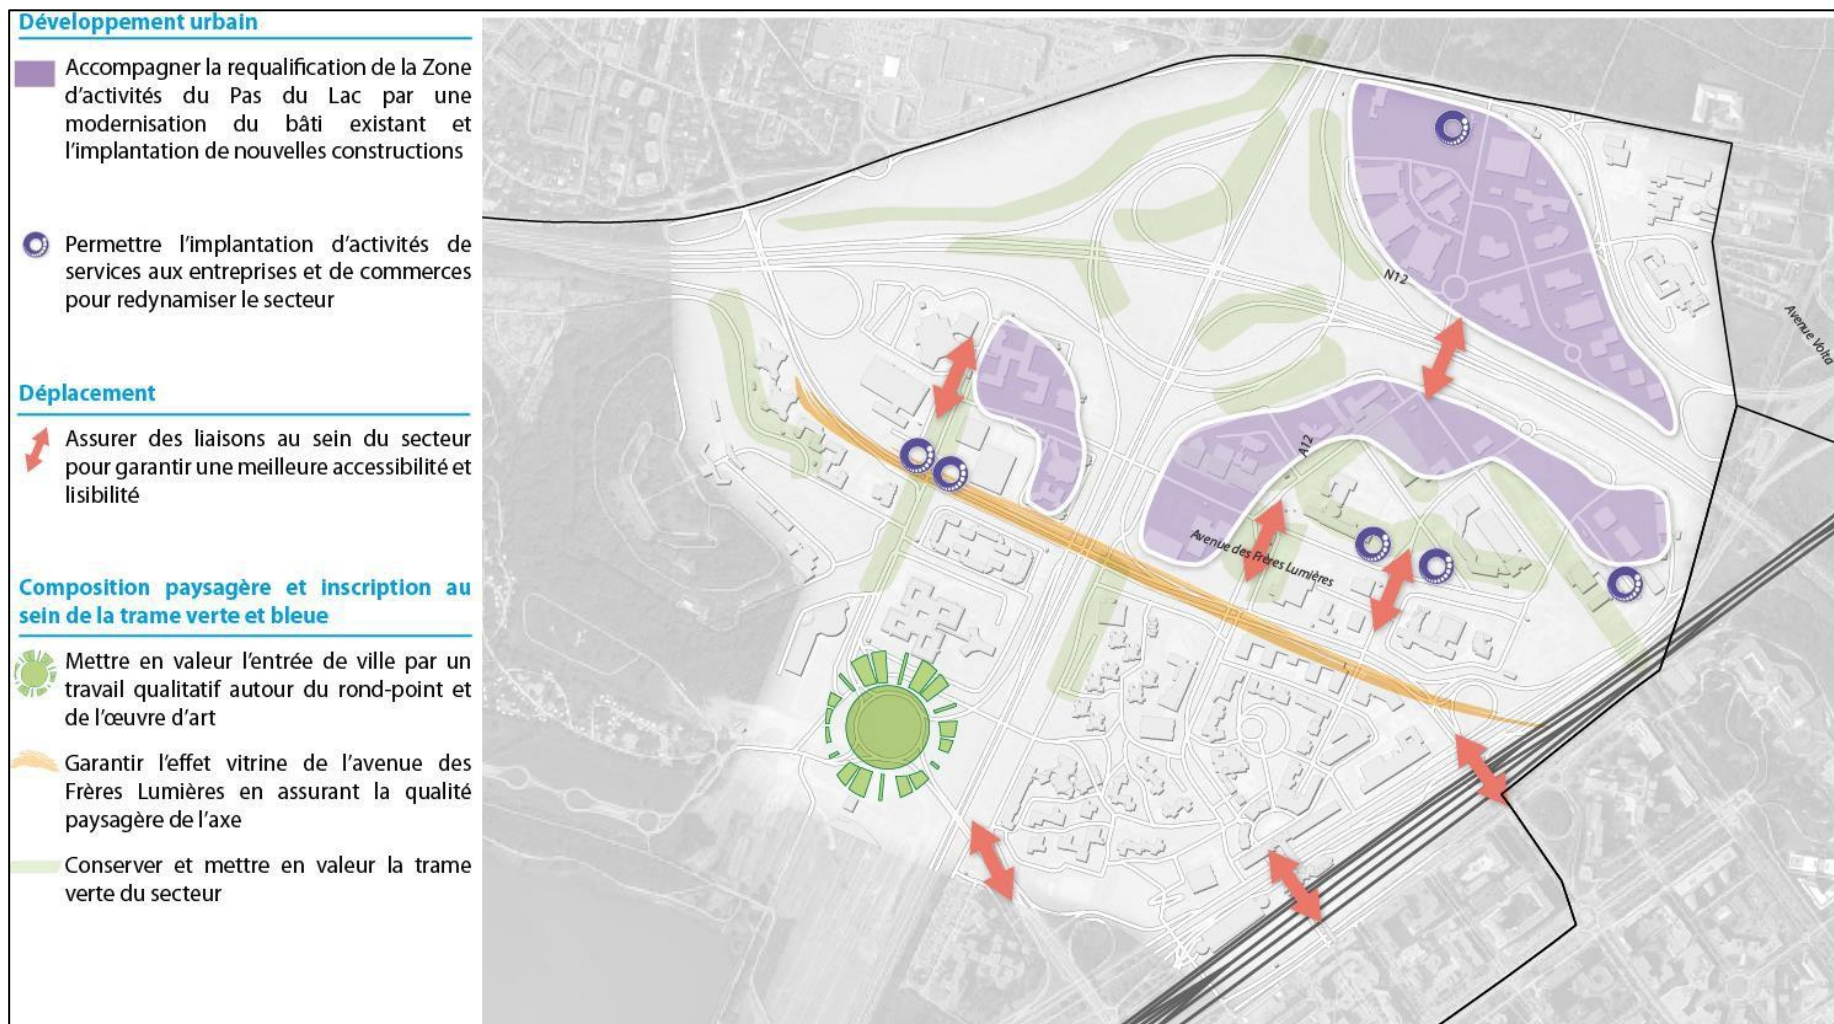 Développement urbain
Accompagner la requalification de la Zone
d'activités du Pas du Lac par une
modernisation du bâti existant et
l'implantation de nouvelles constructions
Permettre l'implantation d'activités de
services aux entreprises et de commerces
pour redynamiser le secteur
Déplacement
Assurer des liaisons au sein du secteur
pour garantir une meilleure accessibilité et
lisibilité
Composition paysagère et inscription au
sein de la trame verte et bleue
Mettre en valeur l'entrée de ville par un
travail qualitatif autour du rond-point et
de l'œuvre d'art
Garantir l'effet vitrine de l'avenue des
Frères Lumières en assurant la qualité
paysagère de l'axe
Conserver et mettre en valeur la trame
verte du secteur
N12
Avenue Volta
A12
Avenue des Frères Lumières